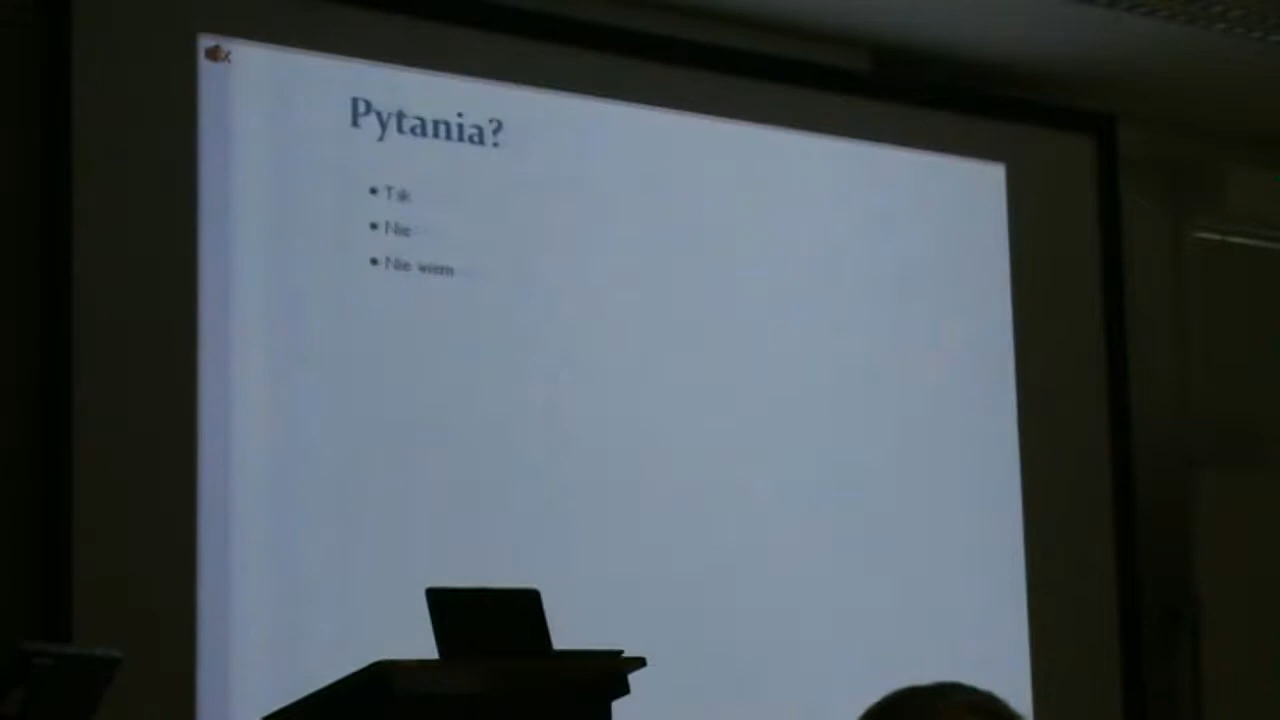 Pytania?
• Tak
• Nie
• Nie wiem